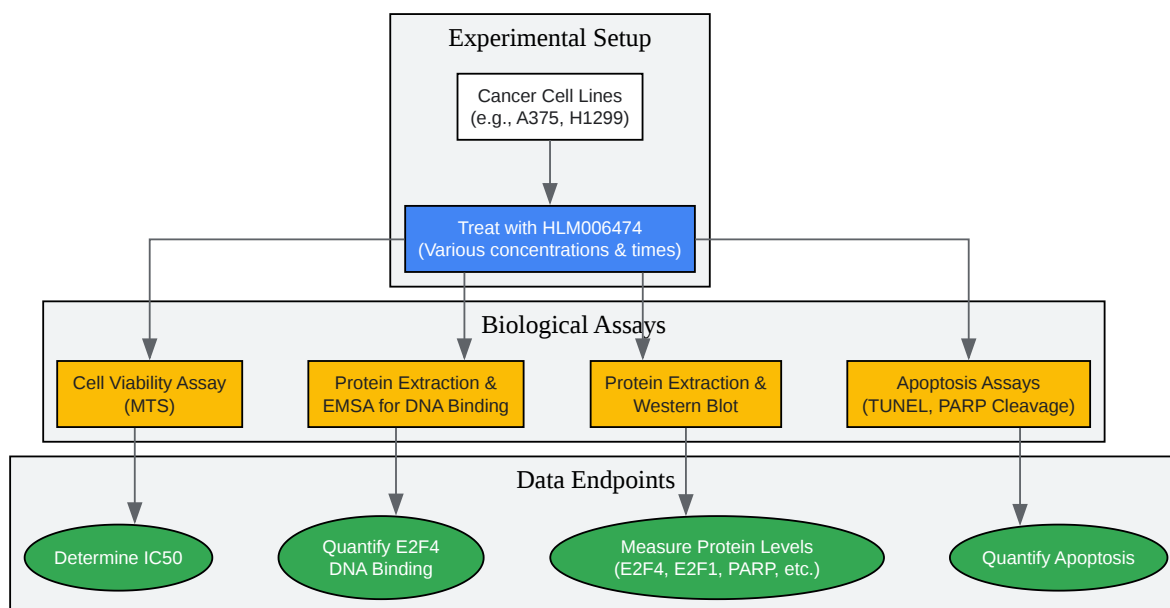 Experimental Setup
Cancer Cell Lines
(e.g., A375, H1299)
Treat with HLM006474
(Various concentrations & times)
Biological Assays
Cell Viability Assay
(MTS)
Protein Extraction &
EMSA for DNA Binding
Protein Extraction &
Western Blot
Apoptosis Assays
(TUNEL, PARP Cleavage)
Data Endpoints
Determine IC50
Quantify E2F4
DNA Binding
Measure Protein Levels
(E2F4, E2F1, PARP, etc.)
Quantify Apoptosis